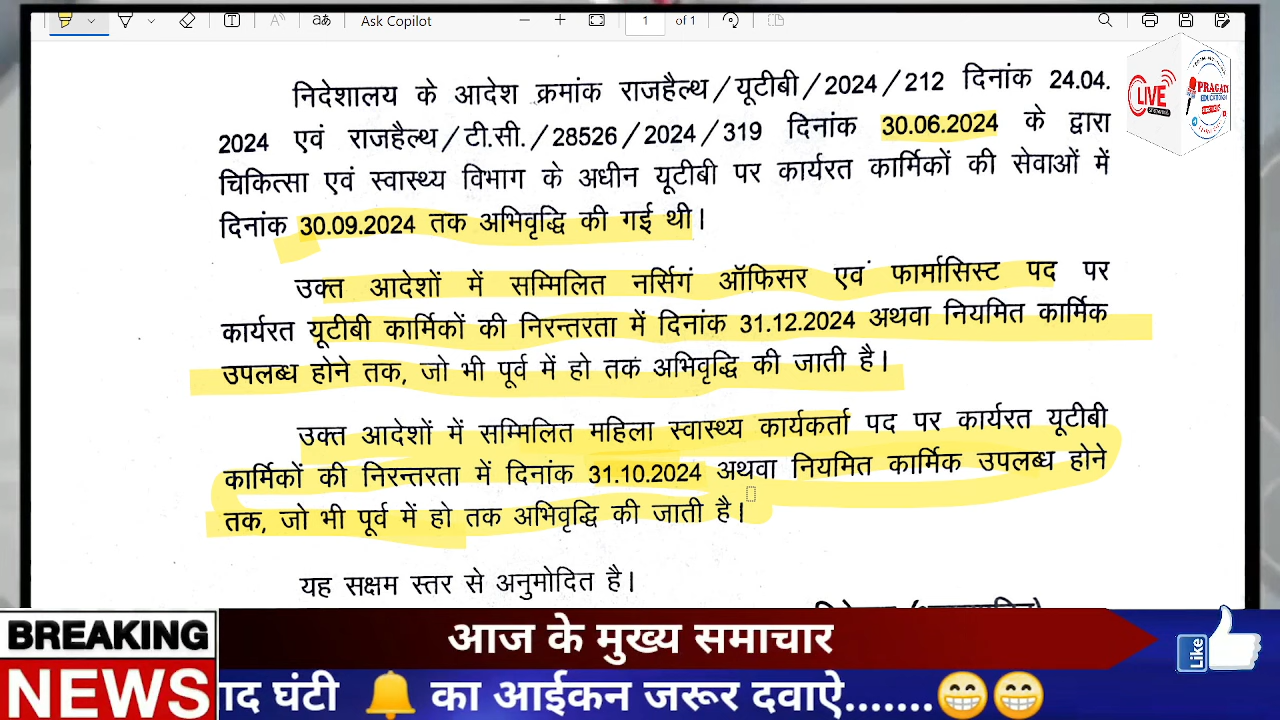 Ask Copilot
1 of 1
LIVE
PRAGATI
EDUCATION
निदेशालय के आदेश क्रमांक राजहैल्थ/यूटीबी/2024/212 दिनांक 24.04.
2024 एवं राजहैल्थ/टी.सी./28526/2024/319 दिनांक 30.06.2024 के द्वारा
चिकित्सा एवं स्वास्थ्य विभाग के अधीन यूटीबी पर कार्यरत कार्मिकों की सेवाओं में
दिनांक 30.09.2024 तक अभिवृद्धि की गई थी।
उक्त आदेशों में सम्मिलित नर्सिगं ऑफिसर एवं फार्मासिस्ट पद पर
कार्यरत यूटीबी कार्मिकों की निरन्तरता में दिनांक 31.12.2024 अथवा नियमित कार्मिक
उपलब्ध होने तक, जो भी पूर्व में हो तक अभिवृद्धि की जाती है।
उक्त आदेशों में सम्मिलित महिला स्वास्थ्य कार्यकर्ता पद पर कार्यरत यूटीबी
कार्मिकों की निरन्तरता में दिनांक 31.10.2024 अथवा नियमित कार्मिक उपलब्ध होने
तक, जो भी पूर्व में हो तक अभिवृद्धि की जाती है।
यह सक्षम स्तर से अनुमोदित है।
BREAKING
NEWS
आज के मुख्य समाचार
Like
ाद घंटी 🔔 का आईकन जरूर दवाऐ.......😁😁